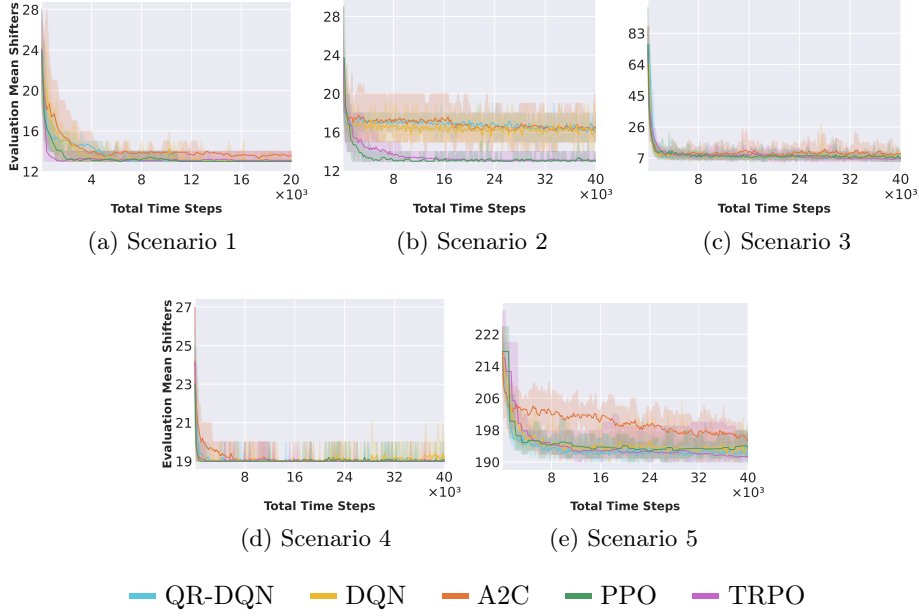 Evaluation Mean Shifters
28
24
20
16
12
4 8 12 16 20
×10³
Total Time Steps
(a) Scenario 1
28
24
20
16
12
8 16 24 32 40
×10³
Total Time Steps
(b) Scenario 2
83
64
45
26
7
8 16 24 32 40
×10³
Total Time Steps
(c) Scenario 3
Evaluation Mean Shifters
27
25
23
21
19
8 16 24 32 40
×10³
Total Time Steps
(d) Scenario 4
222
214
206
198
190
8 16 24 32 40
×10³
Total Time Steps
(e) Scenario 5
QR-DQN DQN A2C PPO TRPO